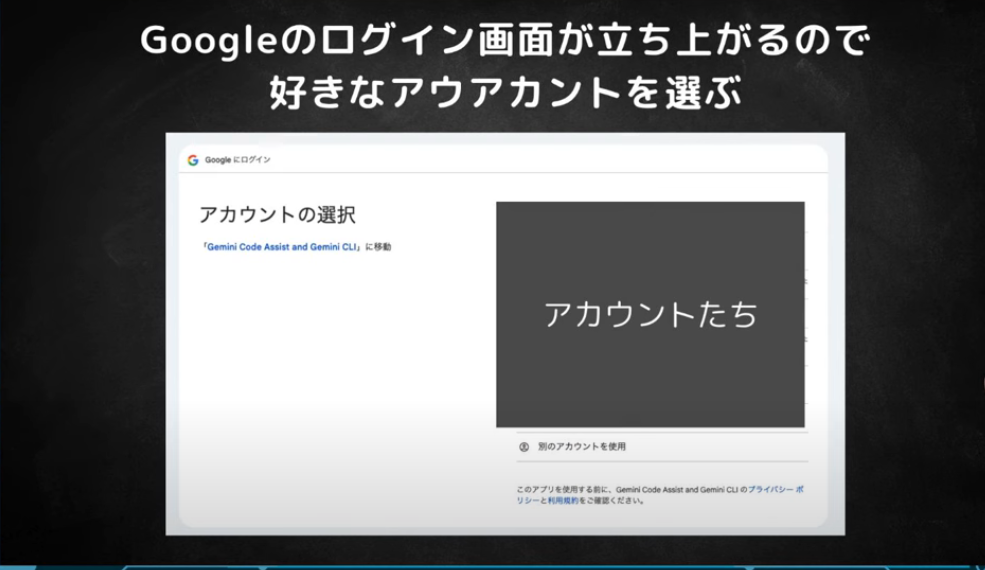 Googleのログイン画面が立ち上がるので
好きなアウアカントを選ぶ
Google にログイン
アカウントの選択
「Gemini Code Assist and Gemini CLI」に移動
アカウントたち
別のアカウントを使用
このアプリを使用する前に、Gemini Code Assist and Gemini CLI のプライバシー ポ
リシーと利用規約をご確認ください。